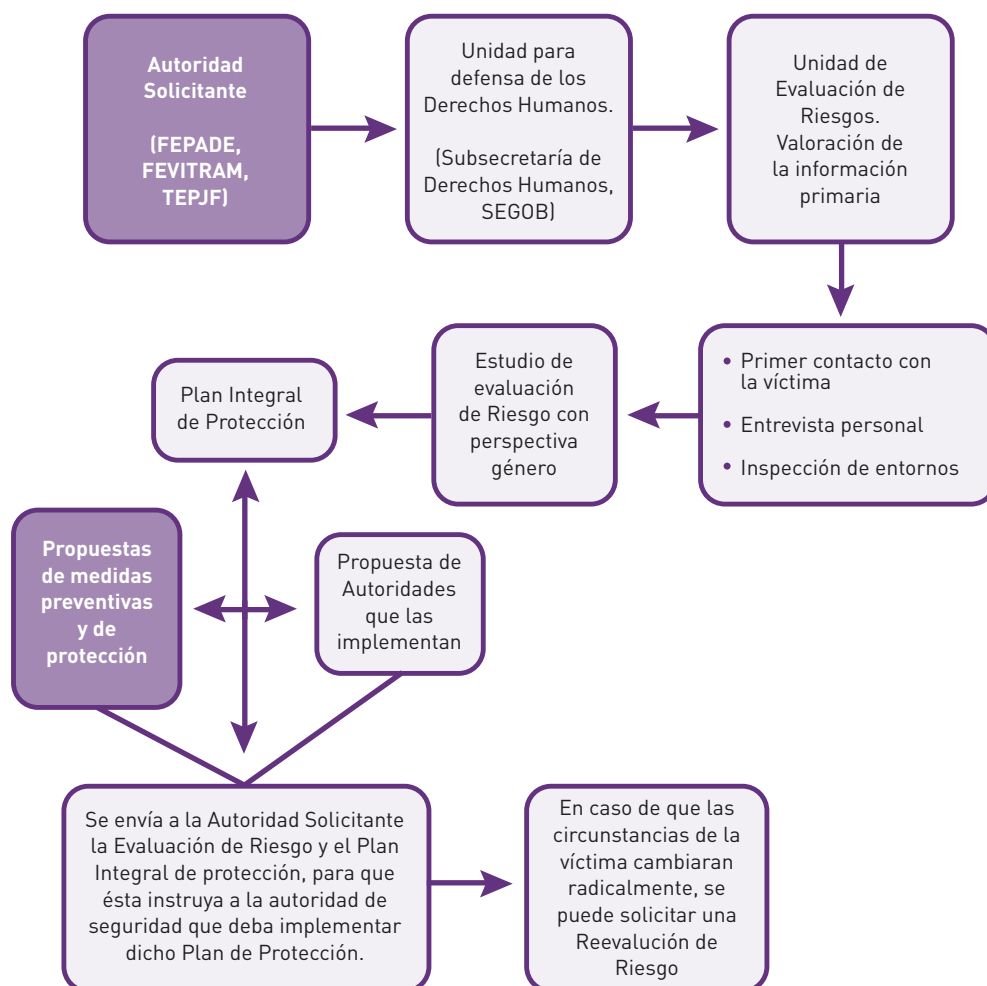 Autoridad
Solicitante
(FEPADE,
FEVITRAM,
TEPJF)
Unidad para
defensa de los
Derechos Humanos.
(Subsecretaría de
Derechos Humanos,
SEGOB)
Unidad de
Evaluación de
Riesgos.
Valoración de
la información
primaria
• Primer contacto con
la víctima
• Entrevista personal
• Inspección de entornos
Estudio de
evaluación
de Riesgo con
perspectiva
género
Plan Integral
de Protección
Propuestas
de medidas
preventivas
y de
protección
Propuesta de
Autoridades
que las
implementan
Se envía a la Autoridad Solicitante
la Evaluación de Riesgo y el Plan
Integral de protección, para que
ésta instruya a la autoridad de
seguridad que deba implementar
dicho Plan de Protección.
En caso de que las
circunstancias de la
víctima cambiaran
radicalmente, se
puede solicitar una
Reevalución de
Riesgo